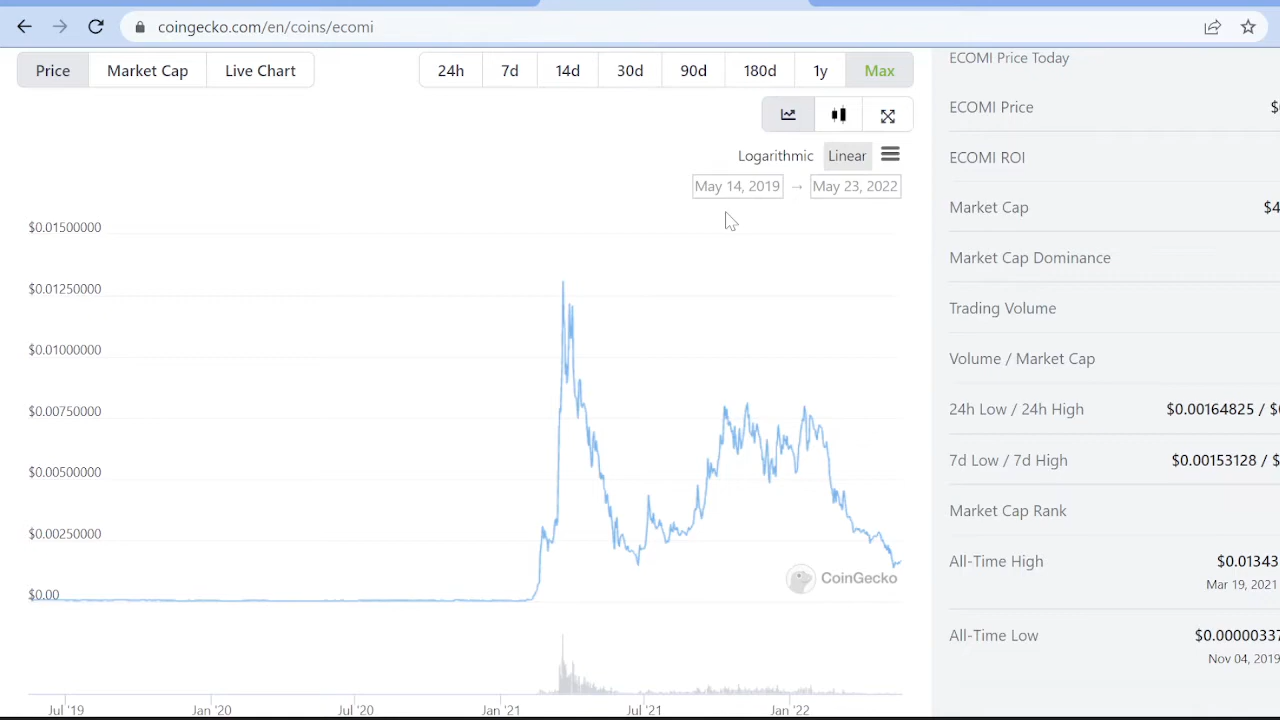 coingecko.com/en/coins/ecomi
Price Market Cap Live Chart 24h 7d 14d 30d 90d 180d 1y Max
Logarithmic Linear
May 14, 2019 → May 23, 2022
$0.01500000
$0.01250000
$0.01000000
$0.00750000
$0.00500000
$0.00250000
$0.00
CoinGecko
Jul '19 Jan '20 Jul '20 Jan '21 Jul '21 Jan '22
ECOMI Price Today
ECOMI Price $
ECOMI ROI
Market Cap $4
Market Cap Dominance
Trading Volume
Volume / Market Cap
24h Low / 24h High $0.00164825 / $
7d Low / 7d High $0.00153128 / $
Market Cap Rank
All-Time High $0.01343
Mar 19, 2021
All-Time Low $0.00000337
Nov 04, 2019